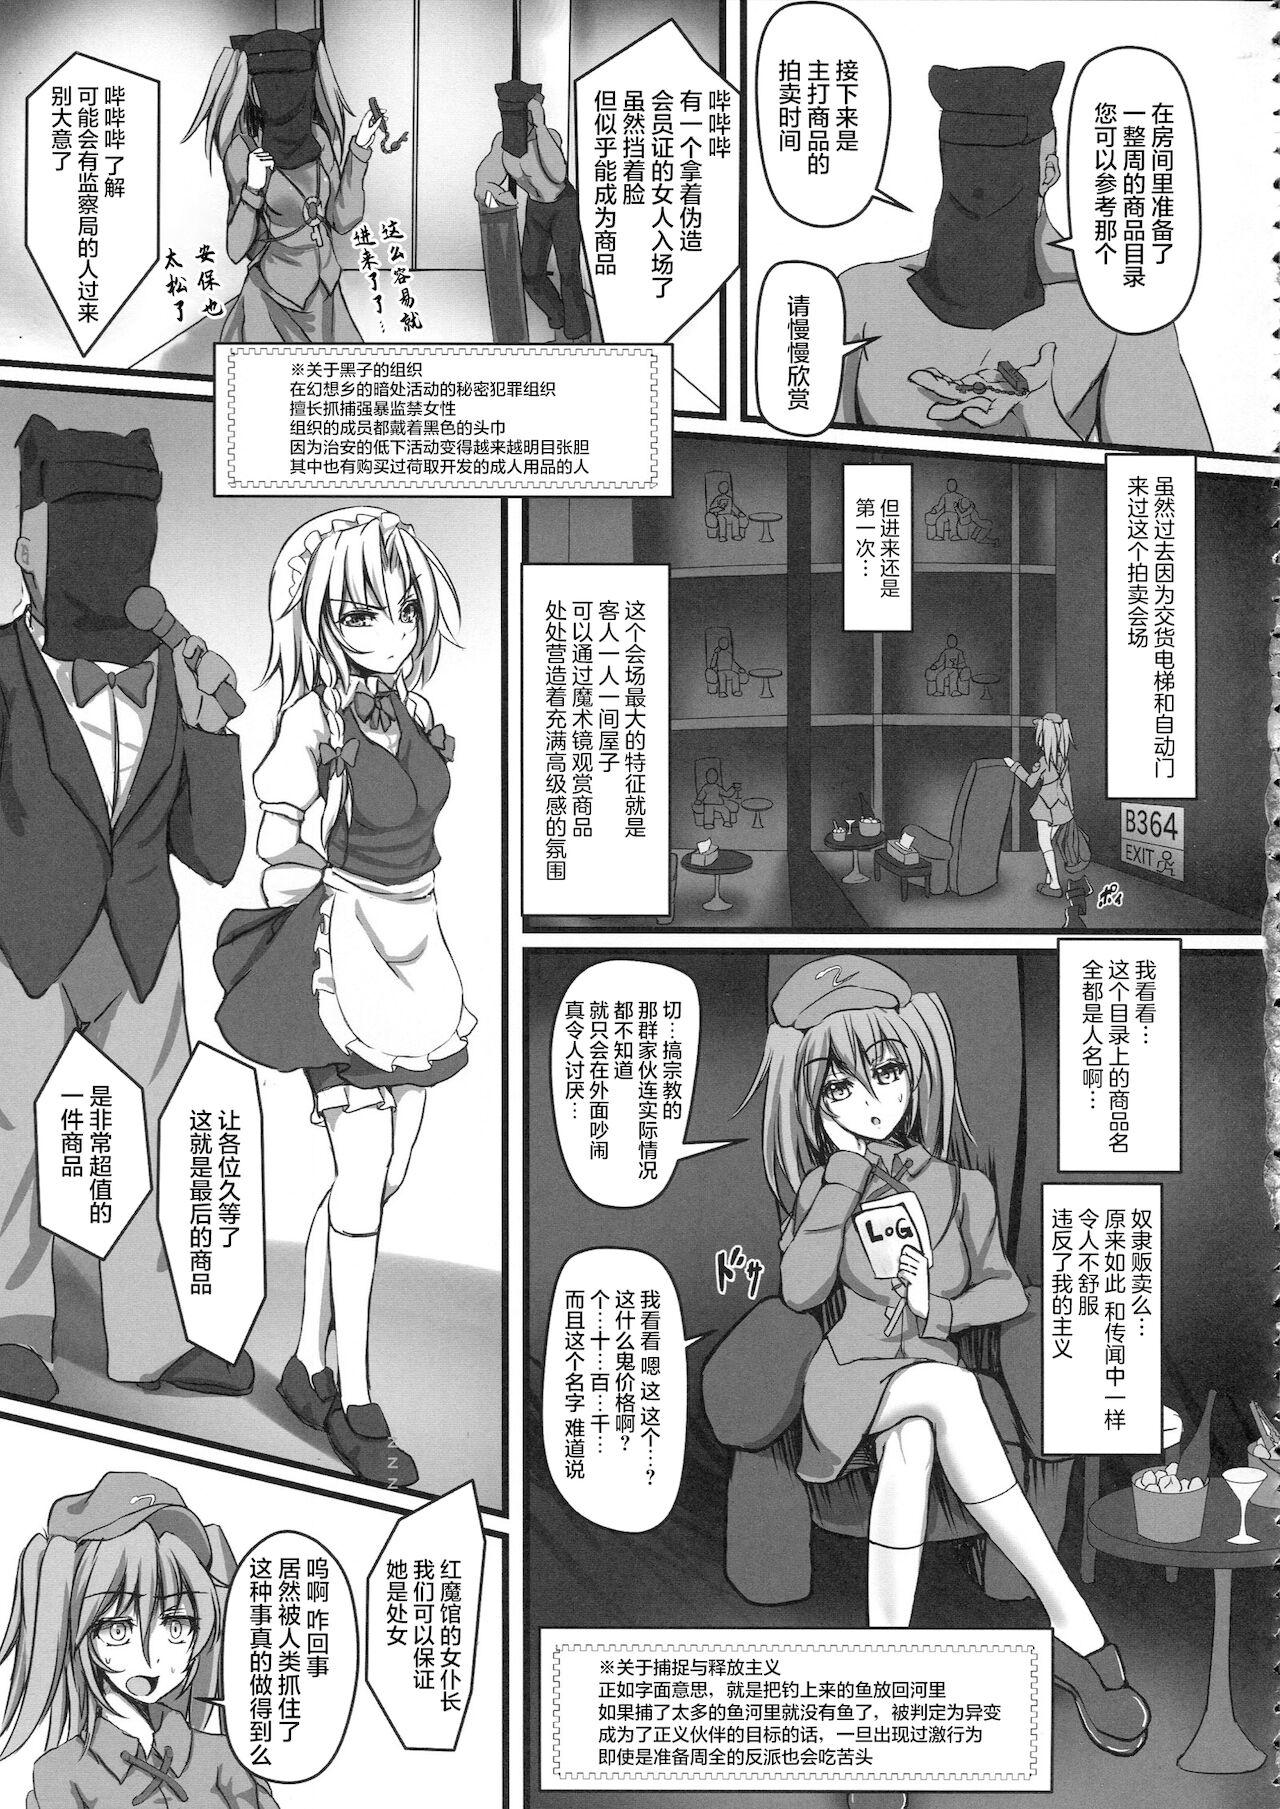 在房间里准备了
一整周的商品目录
您可以参考那个
接下来是
主打商品的
拍卖时间
请慢慢欣赏
哔哔哔
有一个拿着伪造
会员证的女人入场了
虽然挡着脸
但似乎能成为商品
哔哔哔 了解
可能会有监察局的人过来
别大意了
这么容易就
进来了了…
安保也
太松了
※关于黑子的组织
在幻想乡的暗处活动的秘密犯罪组织
擅长抓捕强暴监禁女性
组织的成员都戴着黑色的头巾
因为治安的低下活动变得越来越明目张胆
其中也有购买过荷取开发的成人用品的人
虽然过去因为交货电梯和自动门
来过这个拍卖会场
但进来还是
第一次…
这个会场最大的特征就是
客人一人一间屋子
可以通过魔术镜观赏商品
处处营造着充满高级感的氛围
B364
EXIT
ポイ
我看看…
这个目录上的商品名
全都是人名啊…
奴隶贩卖么…
原来如此 和传闻中一样
令人不舒服
违反了我的主义
切…搞宗教的
那群家伙连实际情况
都不知道
就只会在外面吵闹
真令人讨厌…
LoG
ドサ
我看看 嗯 这 这个…?
这什么鬼价格啊?
个…十…百…千…
而且这个名字 难道说
※关于捕捉与释放主义
正如字面意思，就是把钓上来的鱼放回河里
如果捕了太多的鱼河里就没有鱼了，被判定为异变
成为了正义伙伴的目标的话，一旦出现过激行为
即使是准备周全的反派也会吃苦头
让各位久等了
这就是最后的商品
是非常超值的
一件商品
zzz
红魔馆的女仆长
我们可以保证
她是处女
呜啊 咋回事
居然被人类抓住了
这种事真的做得到么